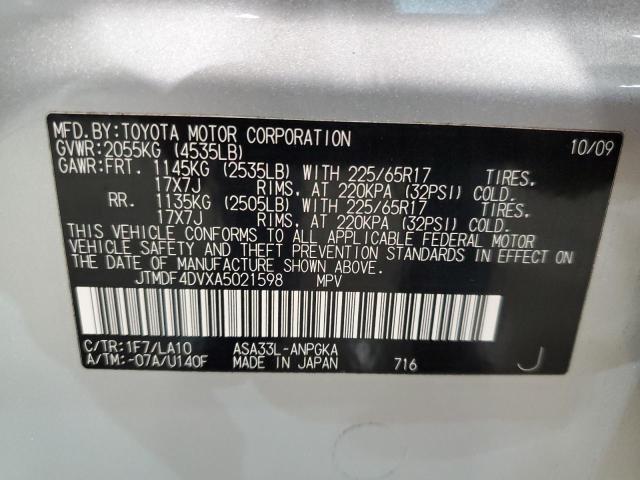 MFD.BY:TOYOTA MOTOR CORPORATION 10/09
GVWR:2055KG (4535LB)
GAWR:FRT. 1145KG (2535LB) WITH 225/65R17 TIRES,
17X7J RIMS, AT 220KPA (32PSI) COLD.
RR. 1135KG (2505LB) WITH 225/65R17 TIRES,
17X7J RIMS, AT 220KPA (32PSI) COLD.
THIS VEHICLE CONFORMS TO ALL APPLICABLE FEDERAL MOTOR
VEHICLE SAFETY AND THEFT PREVENTION STANDARDS IN EFFECT ON
THE DATE OF MANUFACTURE SHOWN ABOVE.
JTMDF4DVXA5021598 MPV
C/TR:1F7/LA10 ASA33L-ANPGKA
A/TM:-07A/U140F MADE IN JAPAN 716 J